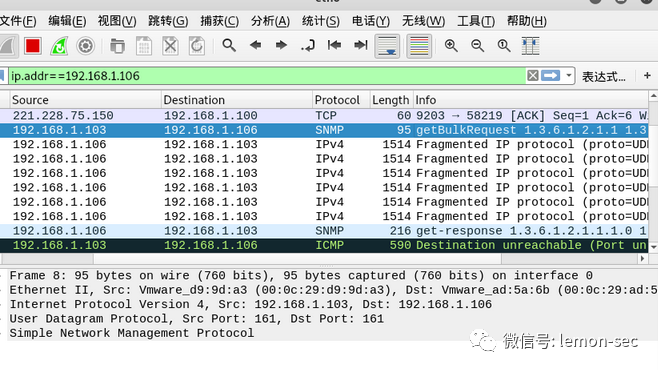 文件(F) 编辑(E) 视图(V) 跳转(G) 捕获(C) 分析(A) 统计(S) 电话(Y) 无线(W) 工具(T) 帮助(H)
ip.addr==192.168.1.106 表达式… +
Source Destination Protocol Length Info
221.228.75.150 192.168.1.100 TCP 60 9203 → 58219 [ACK] Seq=1 Ack=6 W
192.168.1.103 192.168.1.106 SNMP 95 getBulkRequest 1.3.6.1.2.1.1 1.3
192.168.1.106 192.168.1.103 IPv4 1514 Fragmented IP protocol (proto=UD
192.168.1.106 192.168.1.103 IPv4 1514 Fragmented IP protocol (proto=UD
192.168.1.106 192.168.1.103 IPv4 1514 Fragmented IP protocol (proto=UD
192.168.1.106 192.168.1.103 IPv4 1514 Fragmented IP protocol (proto=UD
192.168.1.106 192.168.1.103 IPv4 1514 Fragmented IP protocol (proto=UD
192.168.1.106 192.168.1.103 IPv4 1514 Fragmented IP protocol (proto=UD
192.168.1.106 192.168.1.103 SNMP 216 get-response 1.3.6.1.2.1.1.1.0 1
192.168.1.103 192.168.1.106 ICMP 590 Destination unreachable (Port un
Frame 8: 95 bytes on wire (760 bits), 95 bytes captured (760 bits) on interface 0
Ethernet II, Src: Vmware_d9:9d:a3 (00:0c:29:d9:9d:a3), Dst: Vmware_ad:5a:6b (00:0c:29:ad:5
Internet Protocol Version 4, Src: 192.168.1.103, Dst: 192.168.1.106
User Datagram Protocol, Src Port: 161, Dst Port: 161
Simple Network Management Protocol
微信号: lemon-sec